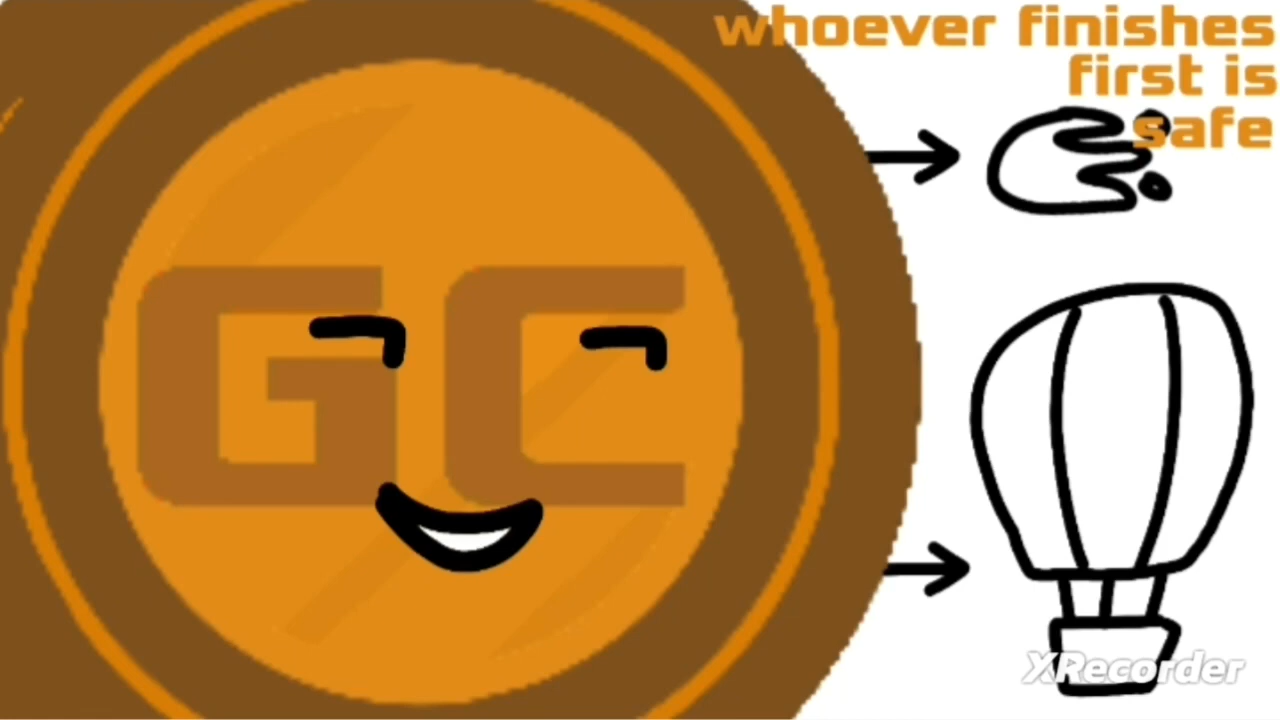 whoever finishes
first is
safe
GC
XRecorder